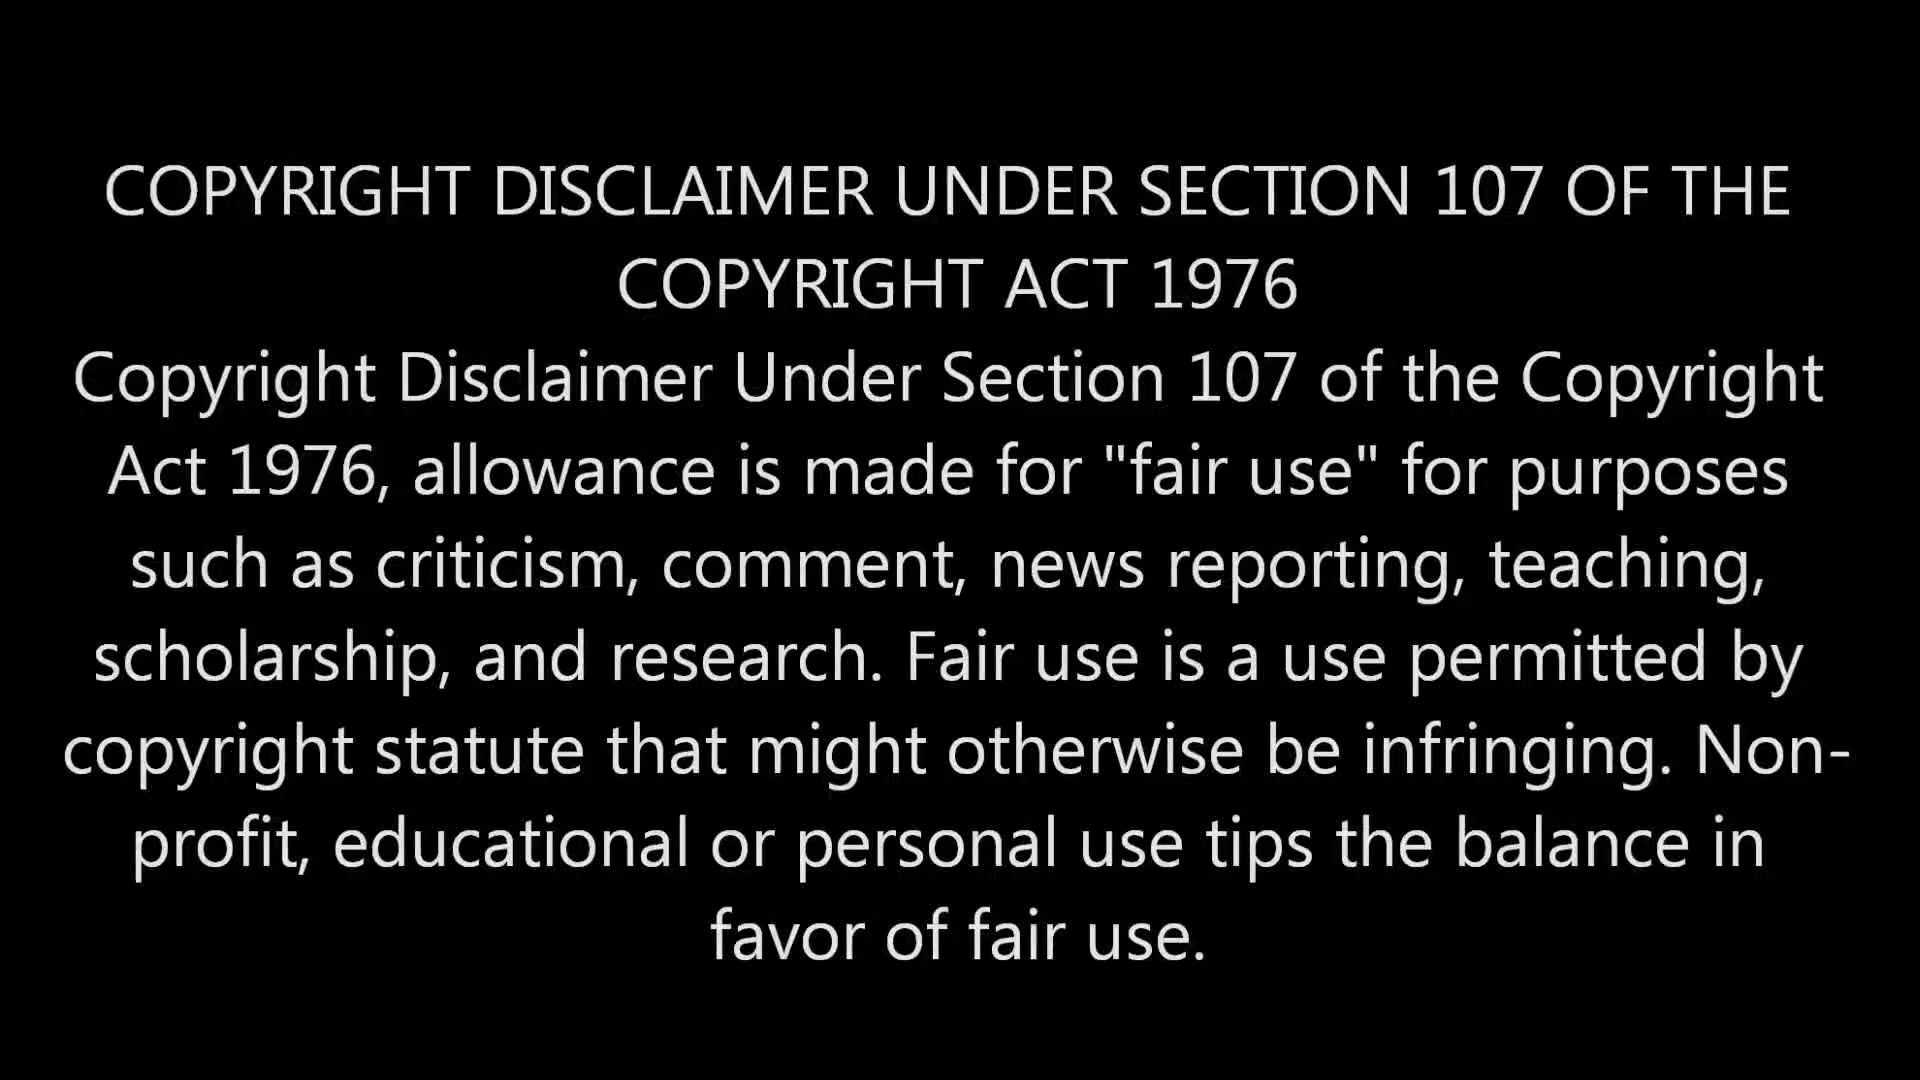 COPYRIGHT DISCLAIMER UNDER SECTION 107 OF THE
COPYRIGHT ACT 1976
Copyright Disclaimer Under Section 107 of the Copyright
Act 1976, allowance is made for "fair use" for purposes
such as criticism, comment, news reporting, teaching,
scholarship, and research. Fair use is a use permitted by
copyright statute that might otherwise be infringing. Non-
profit, educational or personal use tips the balance in
favor of fair use.